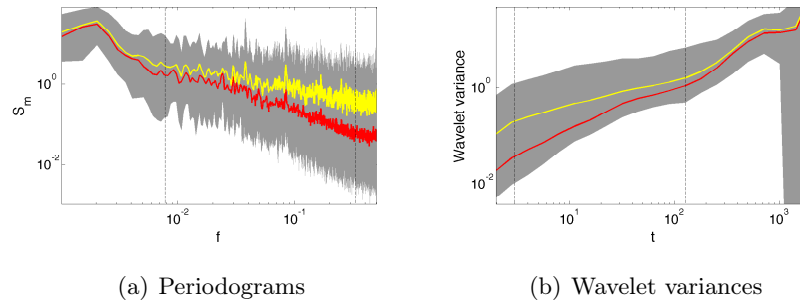 S_m
10^0
10^-2
10^-2
10^-1
f
(a) Periodograms
Wavelet variance
10^0
10^-2
10^1
10^2
10^3
t
(b) Wavelet variances